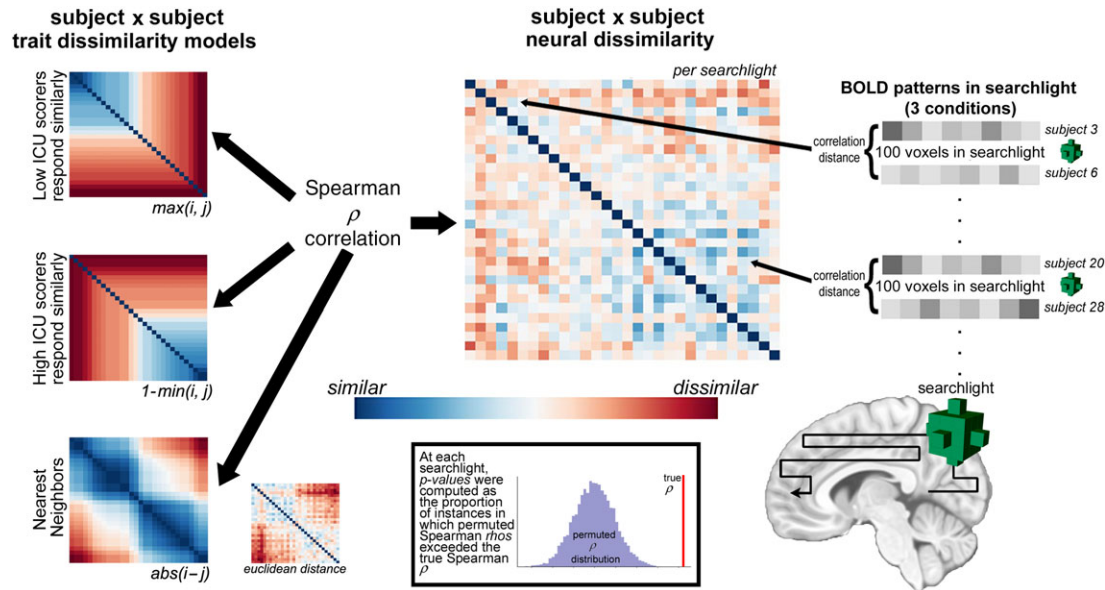 subject x subject
trait dissimilarity models
Low ICU scorers
respond similarly
max(i, j)
High ICU scorers
respond similarly
1-min(i, j)
Nearest
Neighbors
abs(i-j)
euclidean distance
Spearman
ρ
correlation
subject x subject
neural dissimilarity
per searchlight
similar
dissimilar
At each
searchlight,
p-values were
computed as
the proportion
of instances in
which permuted
Spearman rhos
exceeded the
true Spearman
ρ
permuted
ρ
distribution
true
ρ
BOLD patterns in searchlight
(3 conditions)
correlation
distance
subject 3
100 voxels in searchlight
subject 6
correlation
distance
subject 20
100 voxels in searchlight
subject 28
searchlight